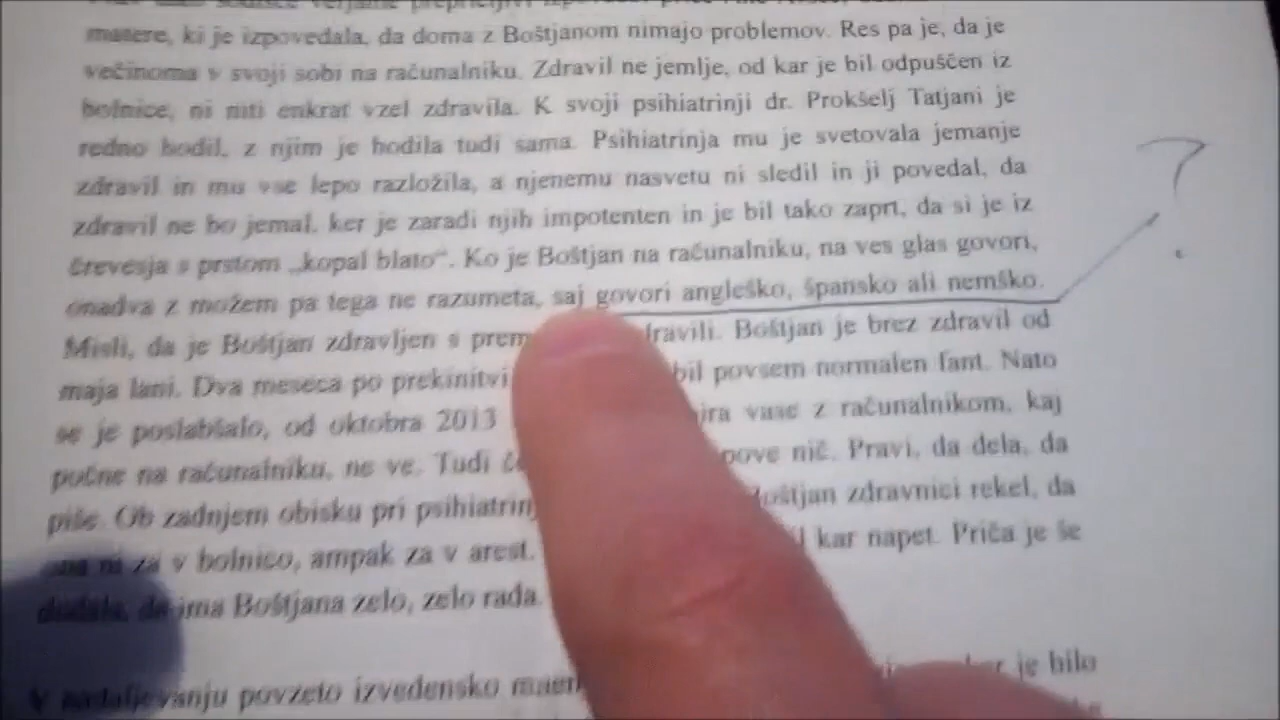 matere, ki je izpovedala, da doma z Boštjanom nimajo problemov. Res pa je, da je
večinoma v svoji sobi na računalniku. Zdravil ne jemlje, od kar je bil odpuščen iz
bolnice, ni niti enkrat vzel zdravila. K svoji psihiatrinji dr. Prokšelj Tatjani je
redno hodil, z njim je hodila tudi sama. Psihiatrinja mu je svetovala jemanje
zdravil in mu vse lepo razložila, a njenemu nasvetu ni sledil in ji povedal, da
zdravil ne bo jemal, ker je zaradi njih impotenten in je bil tako zaprt, da si je iz
črevesja s prstom „kopal blato“. Ko je Boštjan na računalniku, na ves glas govori,
onadva z možem pa tega ne razumeta, saj govori angleško, špansko ali nemško.
?
Misli, da je Boštjan zdravljen s dravili. Boštjan je brez zdravil od
maja lani. Dva meseca po prekinitvi bil povsem normalen fant. Nato
se je poslabšalo, od oktobra 2013 vase z računalnikom, kaj
počne na računalniku, ne ve. Tudi pove nič. Pravi, da dela, da
piše. Ob zadnjem obisku pri Boštjan zdravnici rekel, da
ona ni za v bolnico, ampak za v arest. kar napet. Priča je še
dodala, da ima Boštjana zelo, zelo rada.
V nadaljevanju povzeto izvedensko je bilo